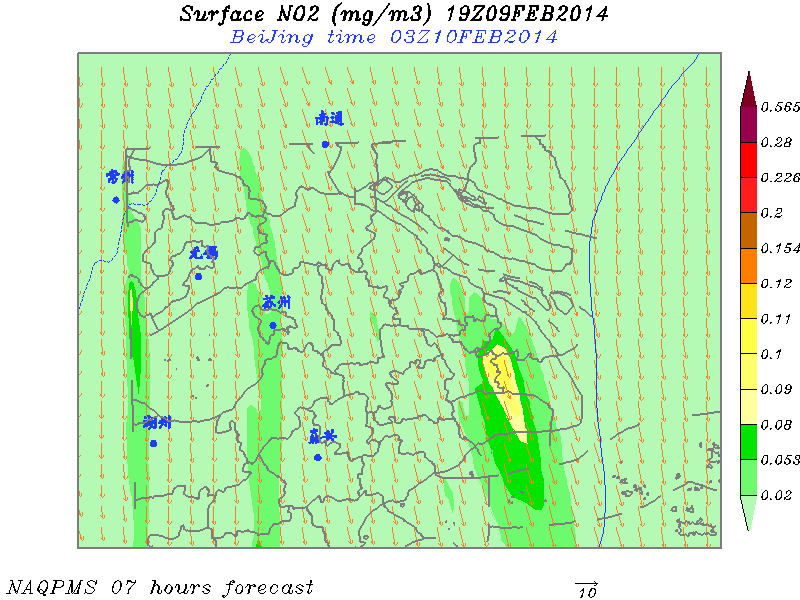 Surface NO2 (mg/m3) 19Z09FEB2014
BeiJing time 03Z10FEB2014
南通
常州
无锡
苏州
湖州
嘉兴
0.565
0.28
0.226
0.2
0.154
0.12
0.11
0.1
0.09
0.08
0.053
0.02
NAQPMS 07 hours forecast
10